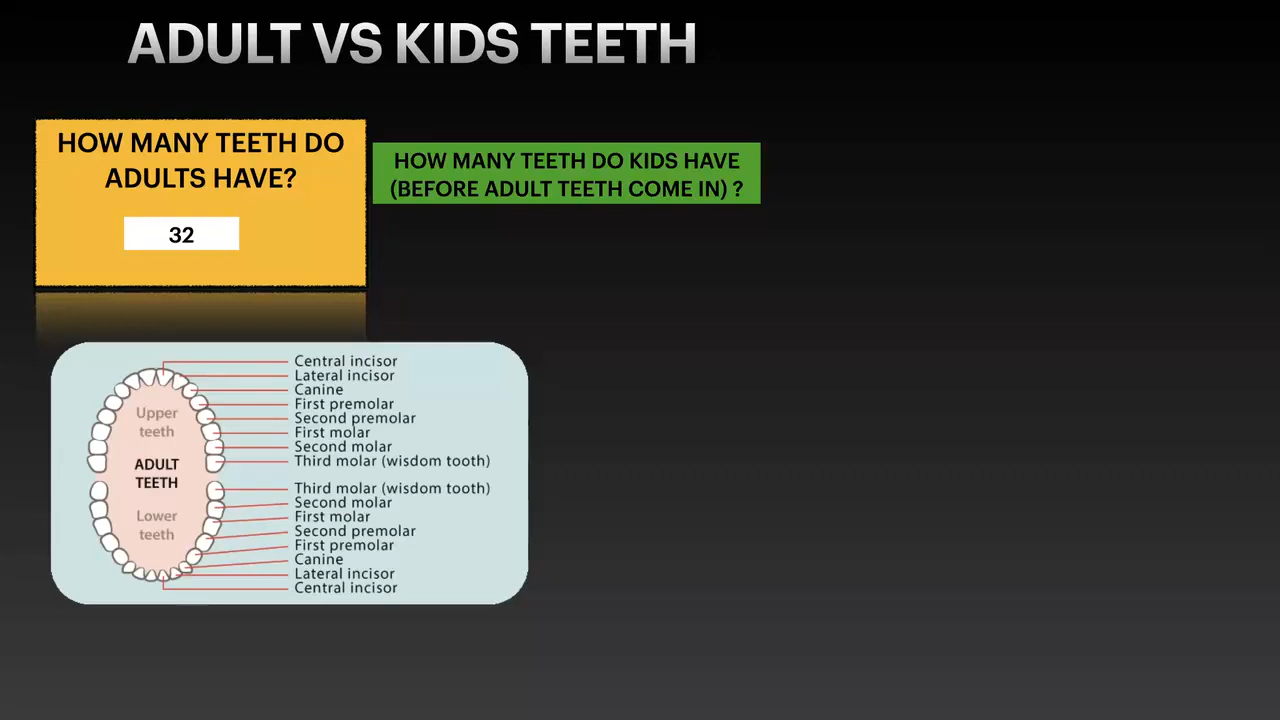 ADULT VS KIDS TEETH
HOW MANY TEETH DO
ADULTS HAVE?
32
HOW MANY TEETH DO KIDS HAVE
(BEFORE ADULT TEETH COME IN) ?
Central incisor
Lateral incisor
Canine
First premolar
Second premolar
First molar
Second molar
Third molar (wisdom tooth)
Upper
teeth
ADULT
TEETH
Lower
teeth
Third molar (wisdom tooth)
Second molar
First molar
Second premolar
First premolar
Canine
Lateral incisor
Central incisor